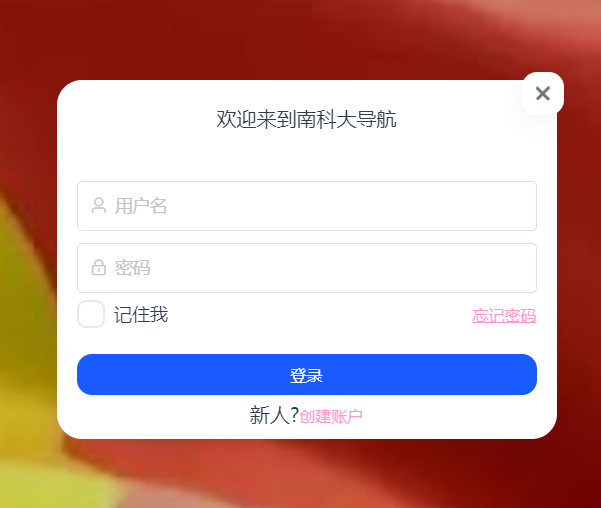 欢迎来到南科大导航
用户名
密码
记住我 忘记密码
登录
新人?创建账户